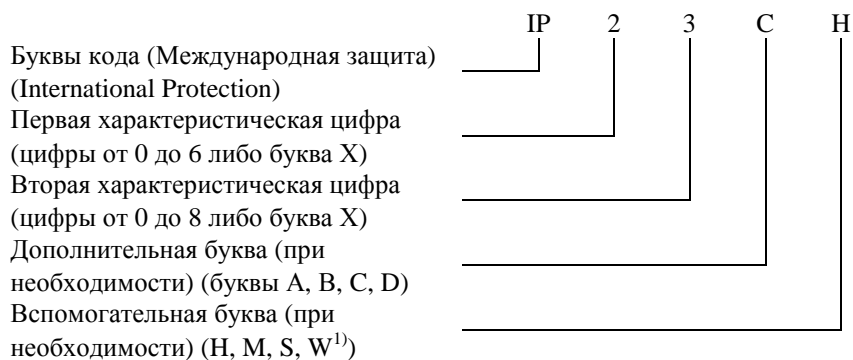 IP 2 3 C H
Буквы кода (Международная защита)
(International Protection)
Первая характеристическая цифра
(цифры от 0 до 6 либо буква X)
Вторая характеристическая цифра
(цифры от 0 до 8 либо буква X)
Дополнительная буква (при
необходимости) (буквы A, B, C, D)
Вспомогательная буква (при
необходимости) (H, M, S, W¹⁾)